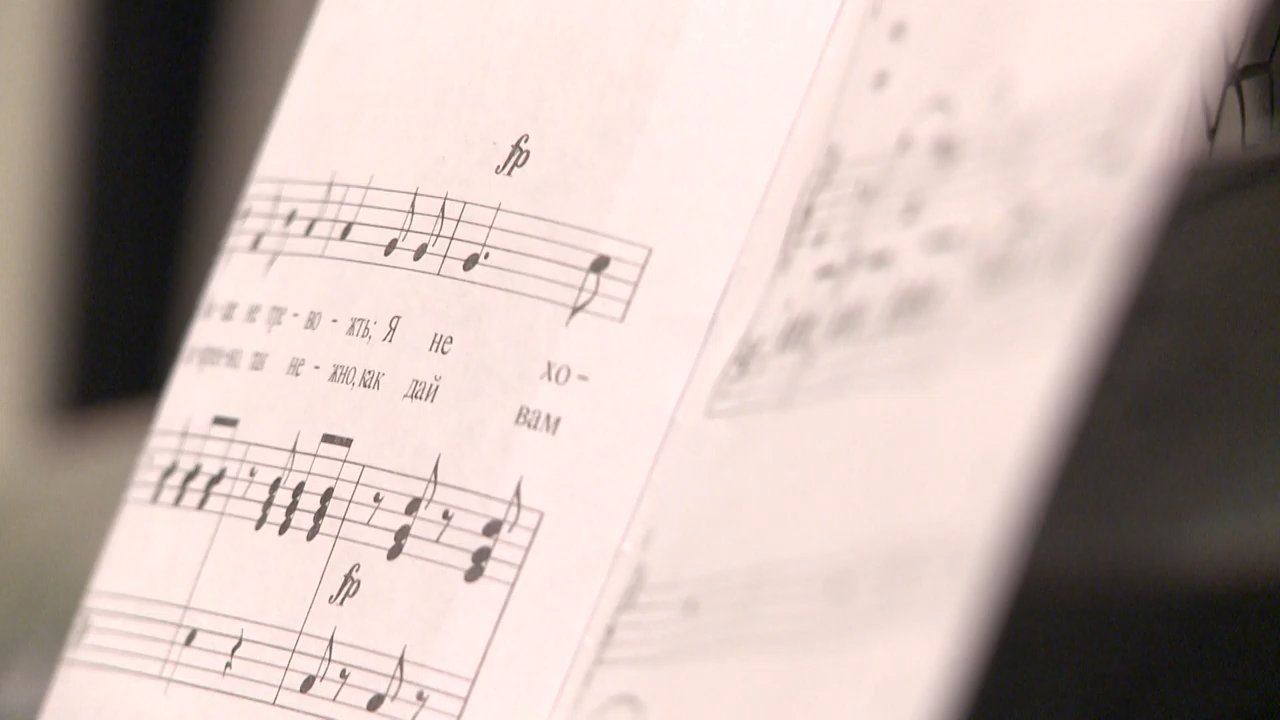 fp
не тре - во - жть; Я не хо -
не - жно, как дай вам
fp